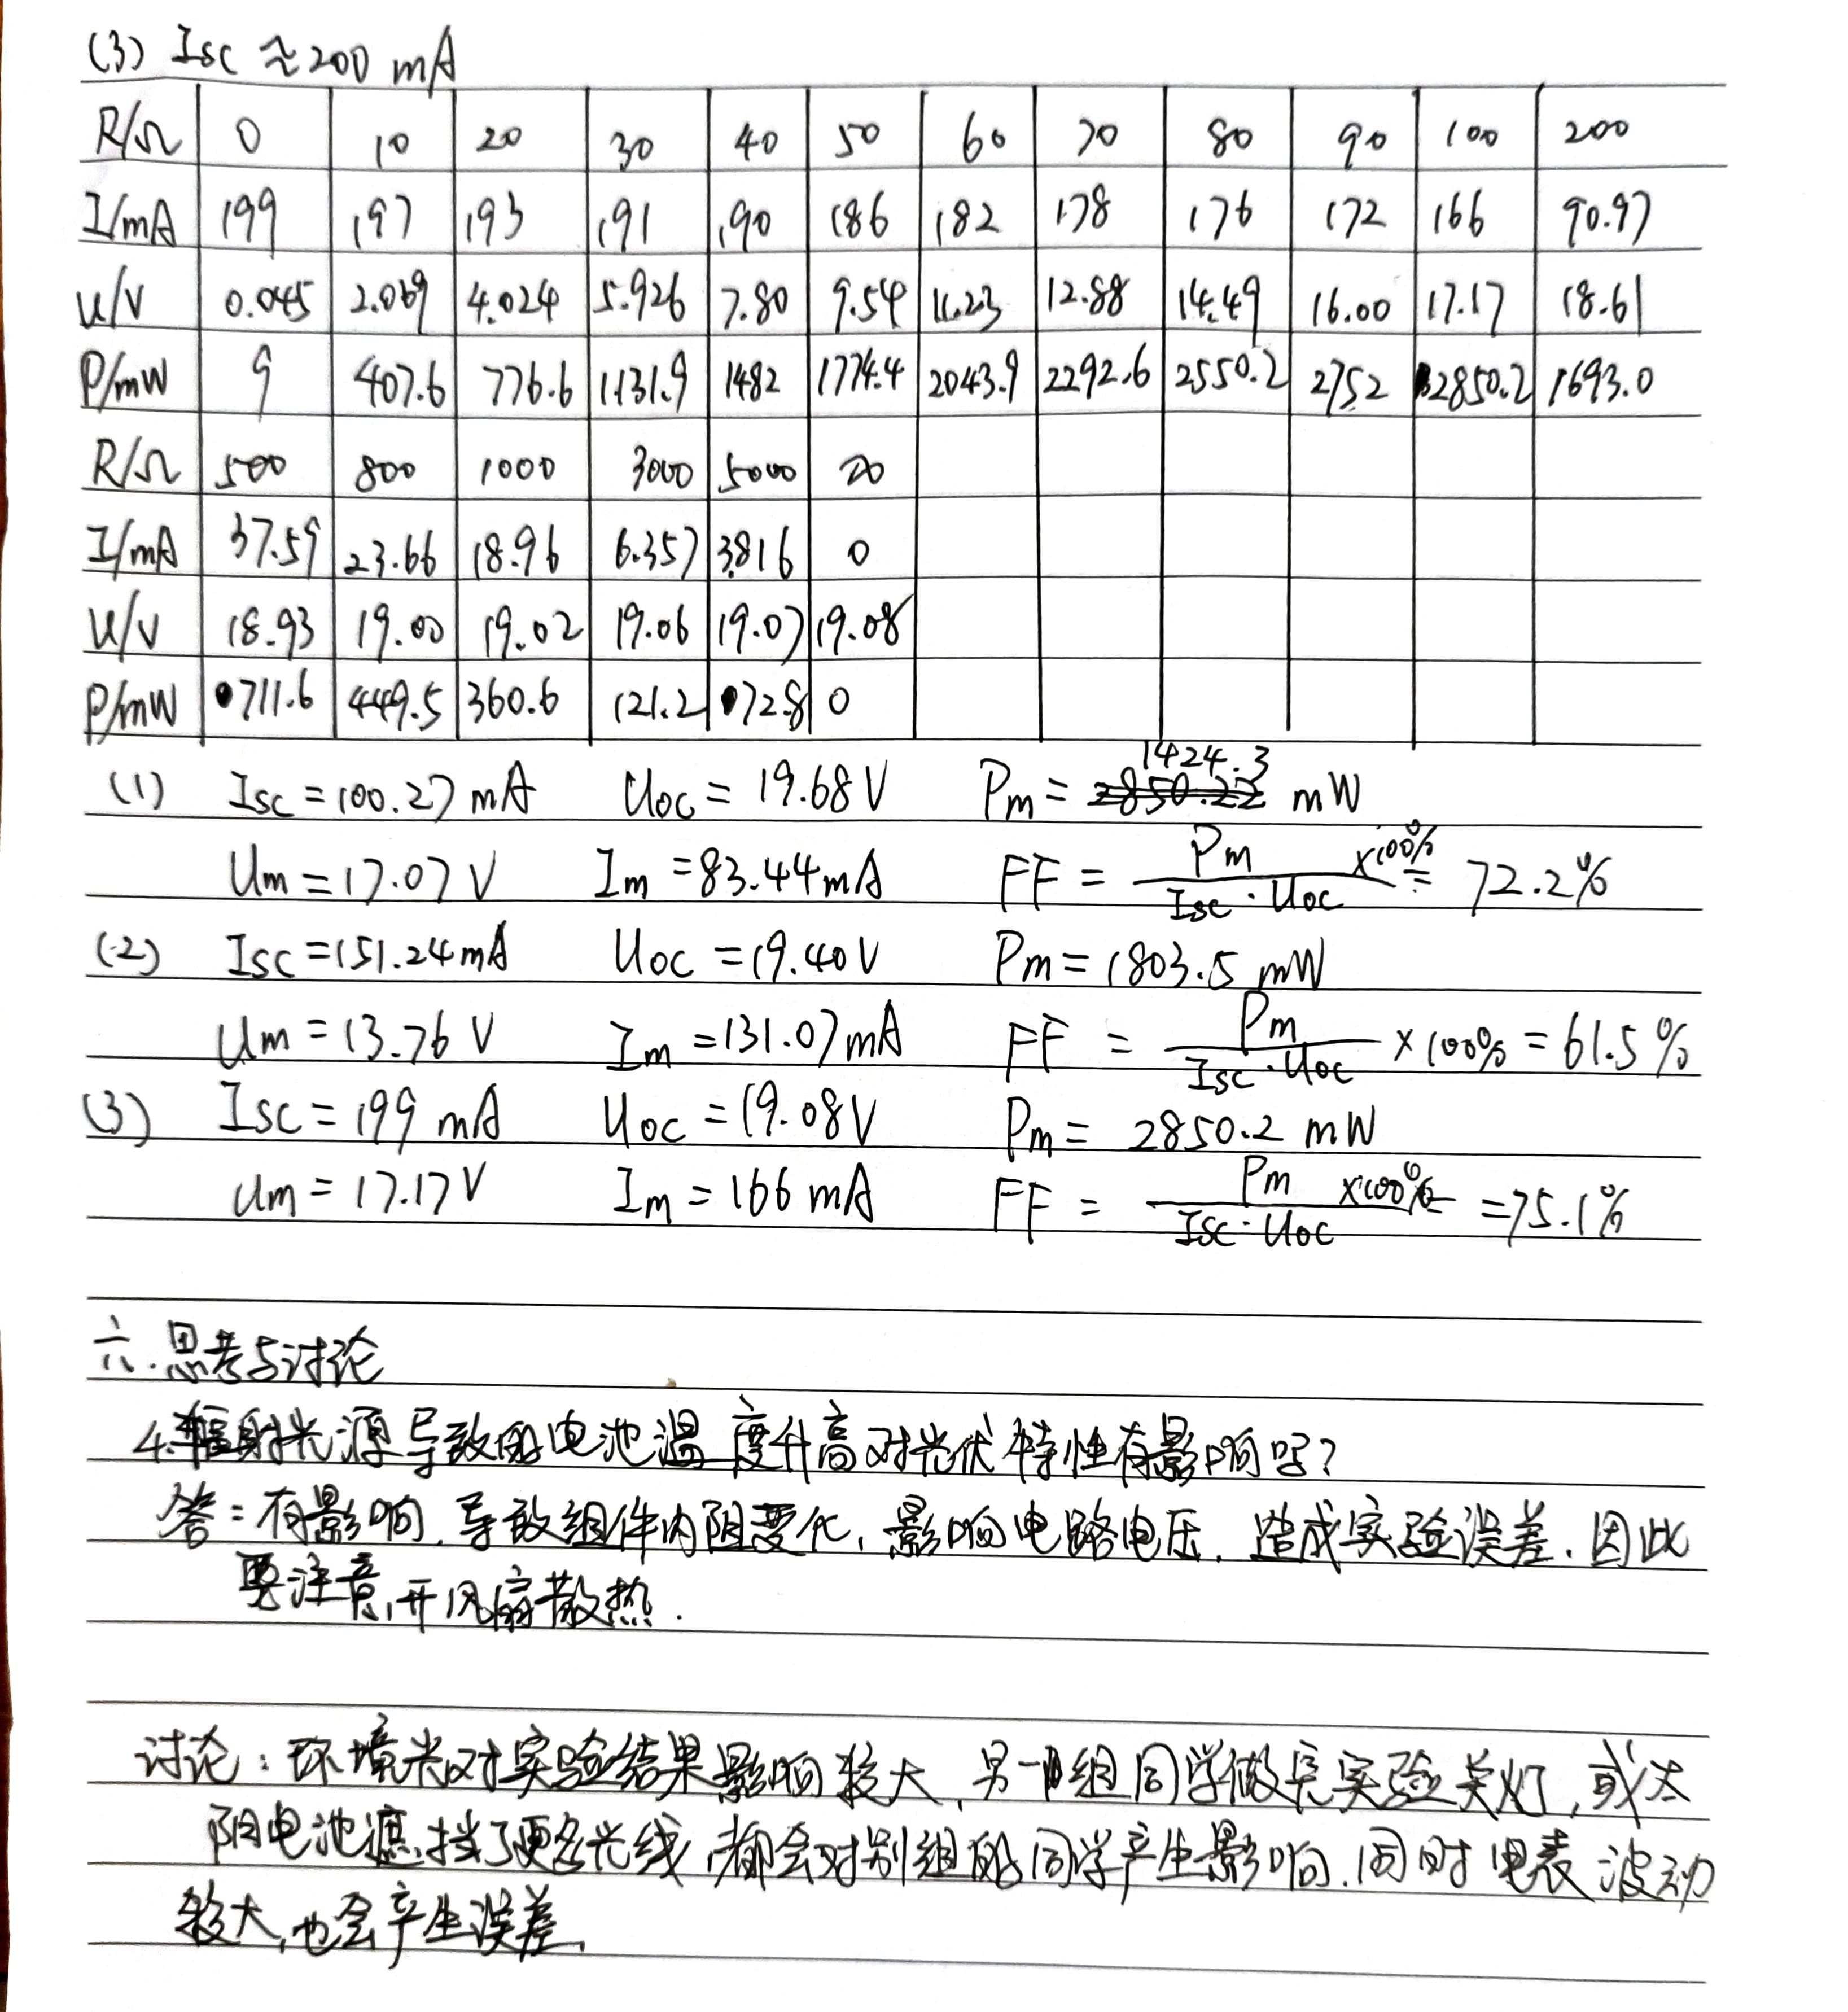 (3) Isc ≈ 200 mA
R/Ω 0 10 20 30 40 50 60 70 80 90 100 200
I/mA 199 197 193 191 190 186 182 178 176 172 166 90.97
U/V 0.045 2.069 4.024 5.926 7.80 9.54 11.23 12.88 14.49 16.00 17.17 18.61
P/mW 9 407.6 776.6 1131.9 1482 1774.4 2043.9 2292.6 2550.2 2752 2850.2 1693.0
R/Ω 500 800 1000 3000 5000 ∞
I/mA 37.59 23.66 18.96 6.357 3.816 0
U/V 18.93 19.00 19.02 19.06 19.07 19.08
P/mW 711.6 449.5 360.6 121.2 72.8 0
(1) Isc = 100.27 mA Uoc = 19.68 V Pm = 1424.3 mW
Um = 17.07 V Im = 83.44 mA FF = Pm / (Isc · Uoc) × 100% = 72.2%
(2) Isc = 151.24 mA Uoc = 19.40 V Pm = 1803.5 mW
Um = 13.76 V Im = 131.07 mA FF = Pm / (Isc · Uoc) × 100% = 61.5%
(3) Isc = 199 mA Uoc = 19.08 V Pm = 2850.2 mW
Um = 17.17 V Im = 166 mA FF = Pm / (Isc · Uoc) × 100% = 75.1%
六.思考与讨论
4.辐射光源导致的电池温度升高对光伏特性有影响吗?
答:有影响,导致组件内阻变化,影响电路电压,造成实验误差.因此
要注意开风扇散热.
讨论:环境光对实验结果影响较大,另一组同学做完实验关灯,或太
阳电池遮挡了更多光线,都会对别组的同学产生影响.同时电表波动
较大,也会产生误差.